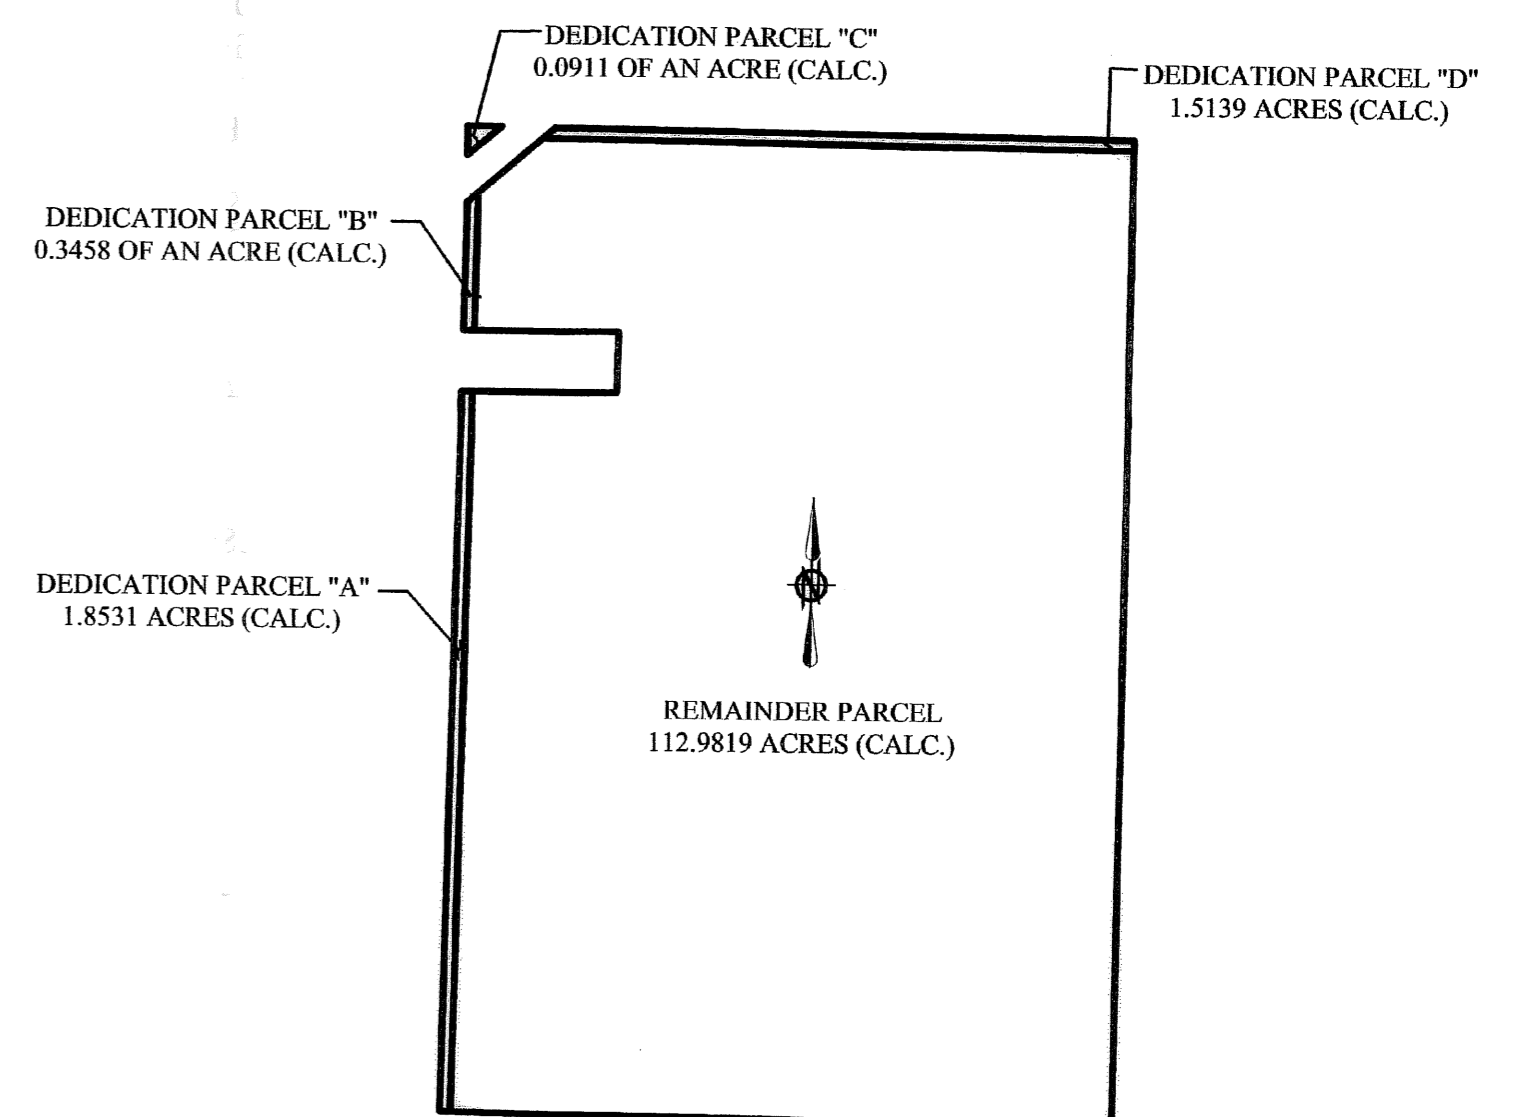 DEDICATION PARCEL "C"
0.0911 OF AN ACRE (CALC.)
DEDICATION PARCEL "D"
1.5139 ACRES (CALC.)
DEDICATION PARCEL "B"
0.3458 OF AN ACRE (CALC.)
DEDICATION PARCEL "A"
1.8531 ACRES (CALC.)
N
REMAINDER PARCEL
112.9819 ACRES (CALC.)